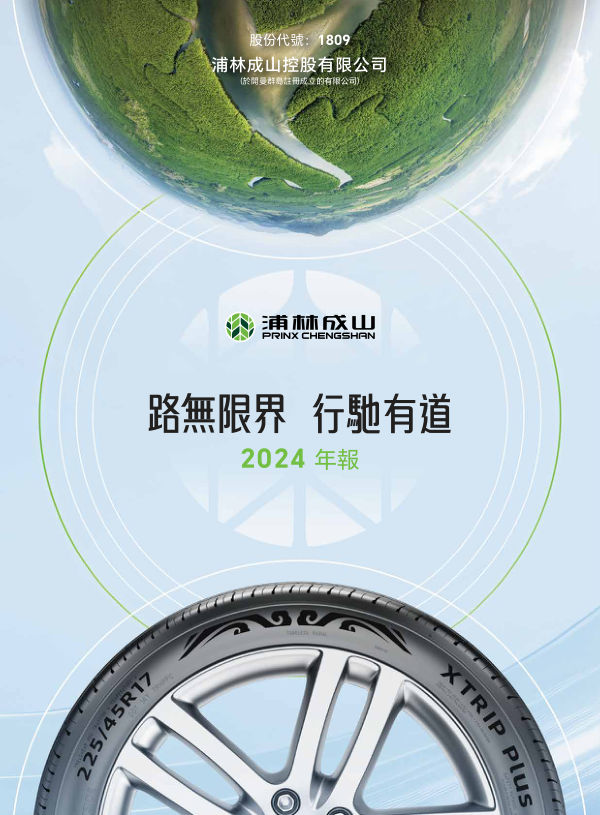 股份代號：1809
浦林成山控股有限公司
(於開曼群島註冊成立的有限公司)
浦林成山
PRINX CHENGSHAN
路無限界 行馳有道
2024 年報
225/45R17
XTRIP PLUS